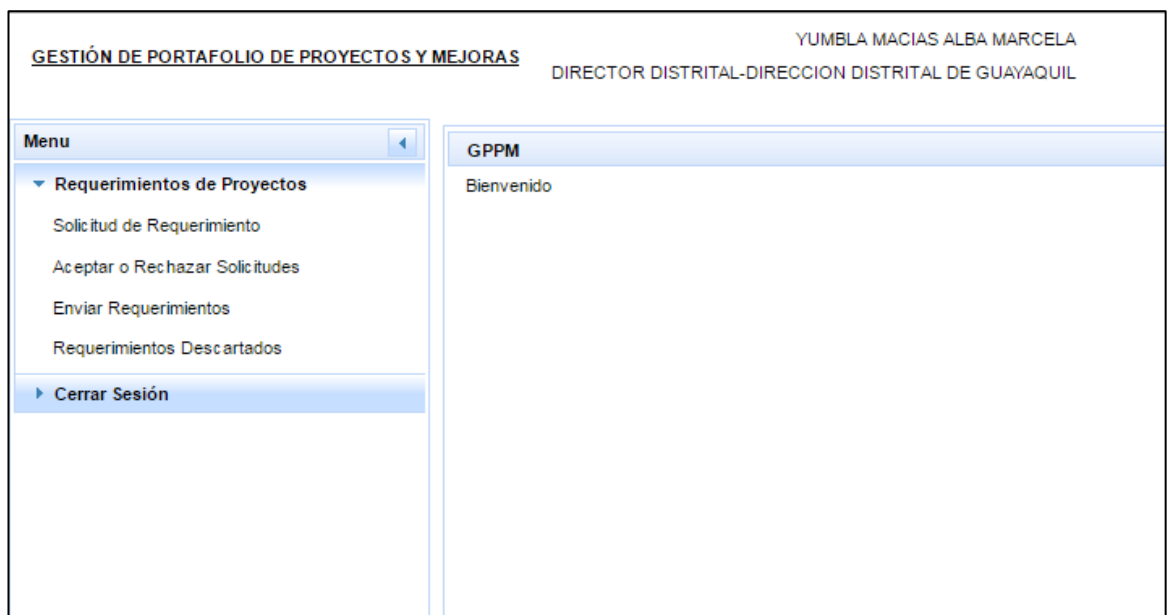 GESTIÓN DE PORTAFOLIO DE PROYECTOS Y MEJORAS
YUMBLA MACIAS ALBA MARCELA
DIRECTOR DISTRITAL-DIRECCION DISTRITAL DE GUAYAQUIL
Menu
Requerimientos de Proyectos
Solicitud de Requerimiento
Aceptar o Rechazar Solicitudes
Enviar Requerimientos
Requerimientos Descartados
Cerrar Sesión
GPPM
Bienvenido